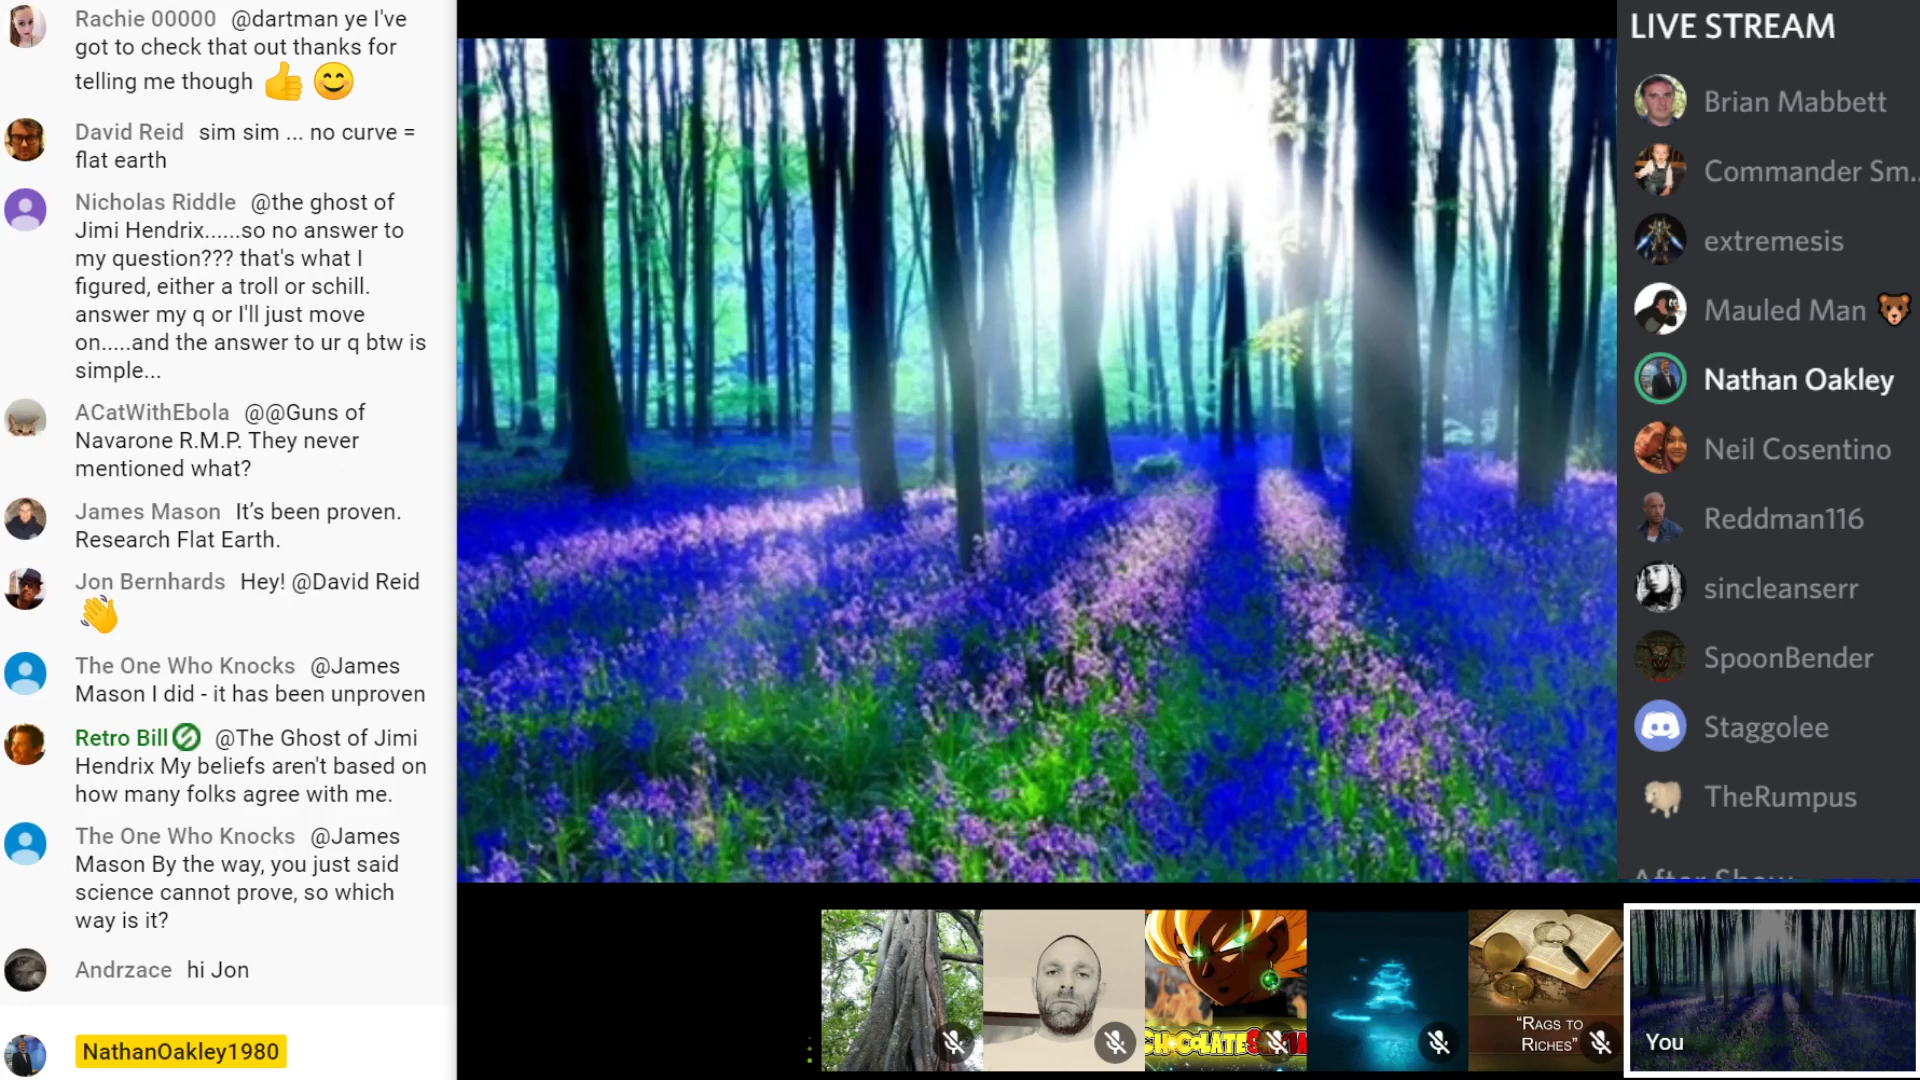 Rachie 00000 @dartman ye I've
got to check that out thanks for
telling me though 👍 😊
David Reid sim sim ... no curve =
flat earth
Nicholas Riddle @the ghost of
Jimi Hendrix......so no answer to
my question??? that's what I
figured, either a troll or schill.
answer my q or I'll just move
on.....and the answer to ur q btw is
simple...
ACatWithEbola @@Guns of
Navarone R.M.P. They never
mentioned what?
James Mason It’s been proven.
Research Flat Earth.
Jon Bernhards Hey! @David Reid
👋
The One Who Knocks @James
Mason I did - it has been unproven
Retro Bill @The Ghost of Jimi
Hendrix My beliefs aren't based on
how many folks agree with me.
The One Who Knocks @James
Mason By the way, you just said
science cannot prove, so which
way is it?
Andrzace hi Jon
NathanOakley1980
LIVE STREAM
Brian Mabbett
Commander Sm..
extremesis
Mauled Man 🐻
Nathan Oakley
Neil Cosentino
Reddman116
sincleanserr
SpoonBender
Staggolee
TheRumpus
After Show
“RAGS TO
RICHES”
You